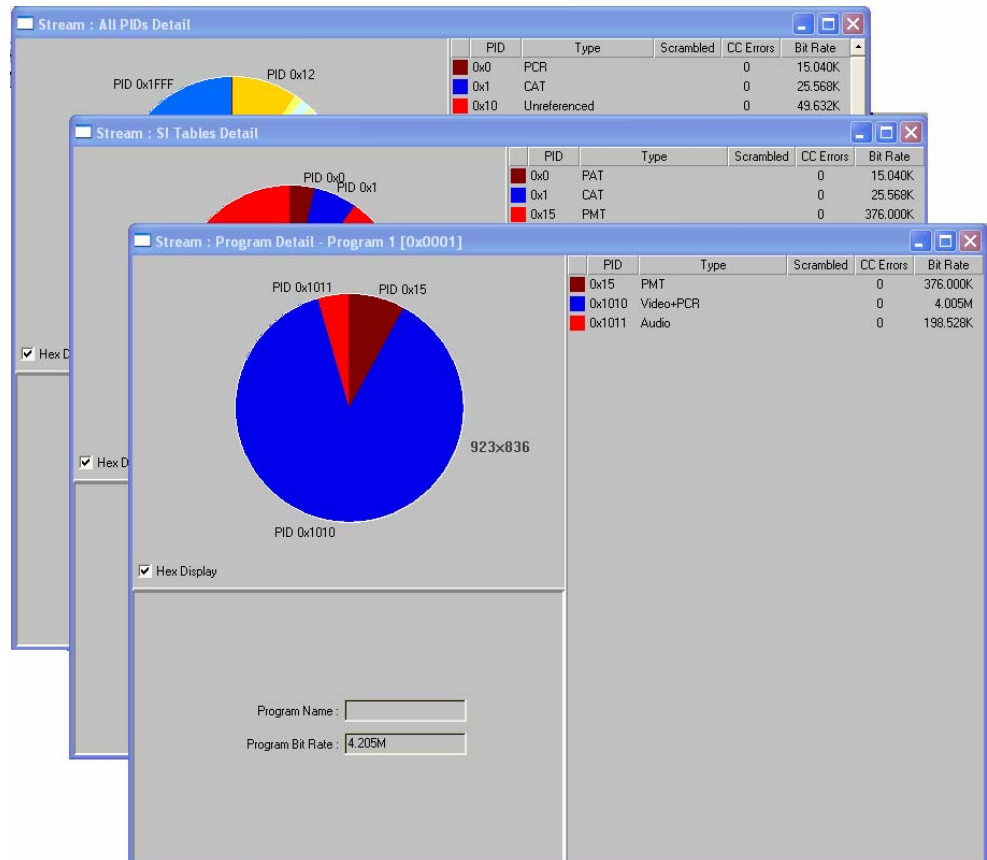 Stream : All PIDs Detail
PID 0x1FFF
PID 0x12
PID Type Scrambled CC Errors Bit Rate
0x0 PCR 0 15.040K
0x1 CAT 0 25.568K
0x10 Unreferenced 0 49.632K
Hex
Stream : SI Tables Detail
PID 0x0
PID 0x1
PID Type Scrambled CC Errors Bit Rate
0x0 PAT 0 15.040K
0x1 CAT 0 25.568K
0x15 PMT 0 376.000K
Hex D
Stream : Program Detail - Program 1 [0x0001]
PID 0x1011
PID 0x15
923×836
PID 0x1010
PID Type Scrambled CC Errors Bit Rate
0x15 PMT 0 376.000K
0x1010 Video+PCR 0 4.005M
0x1011 Audio 0 198.528K
Hex Display
Program Name :
Program Bit Rate : 4.205M